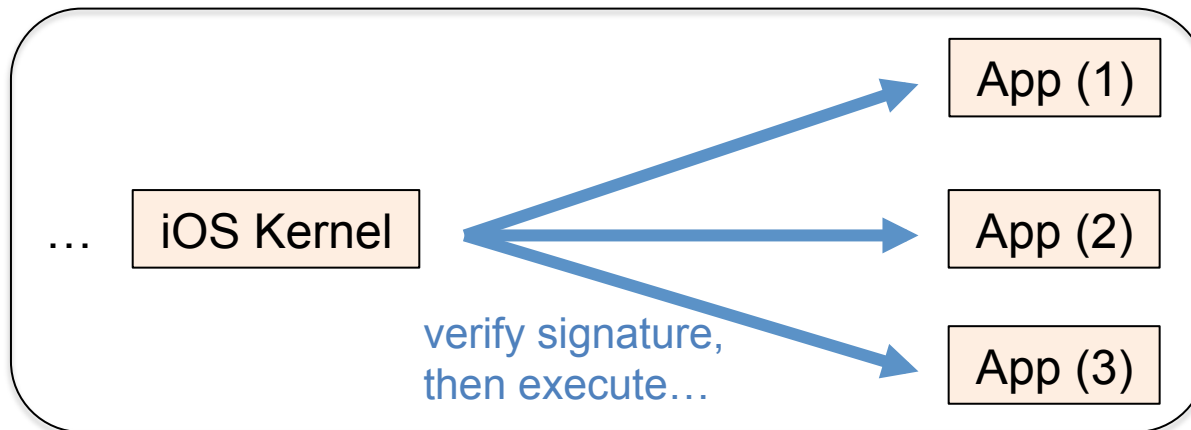 App (1)
… iOS Kernel
App (2)
verify signature,
then execute…
App (3)